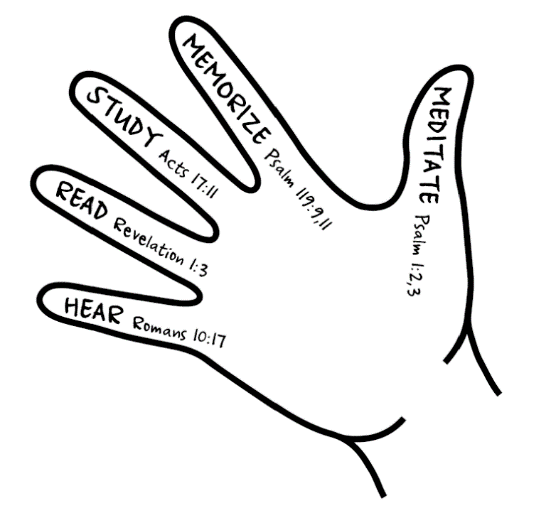 MEMORIZE Psalm 119:9,11
MEDITATE Psalm 1:2,3
STUDY Acts 17:11
READ Revelation 1:3
HEAR Romans 10:17